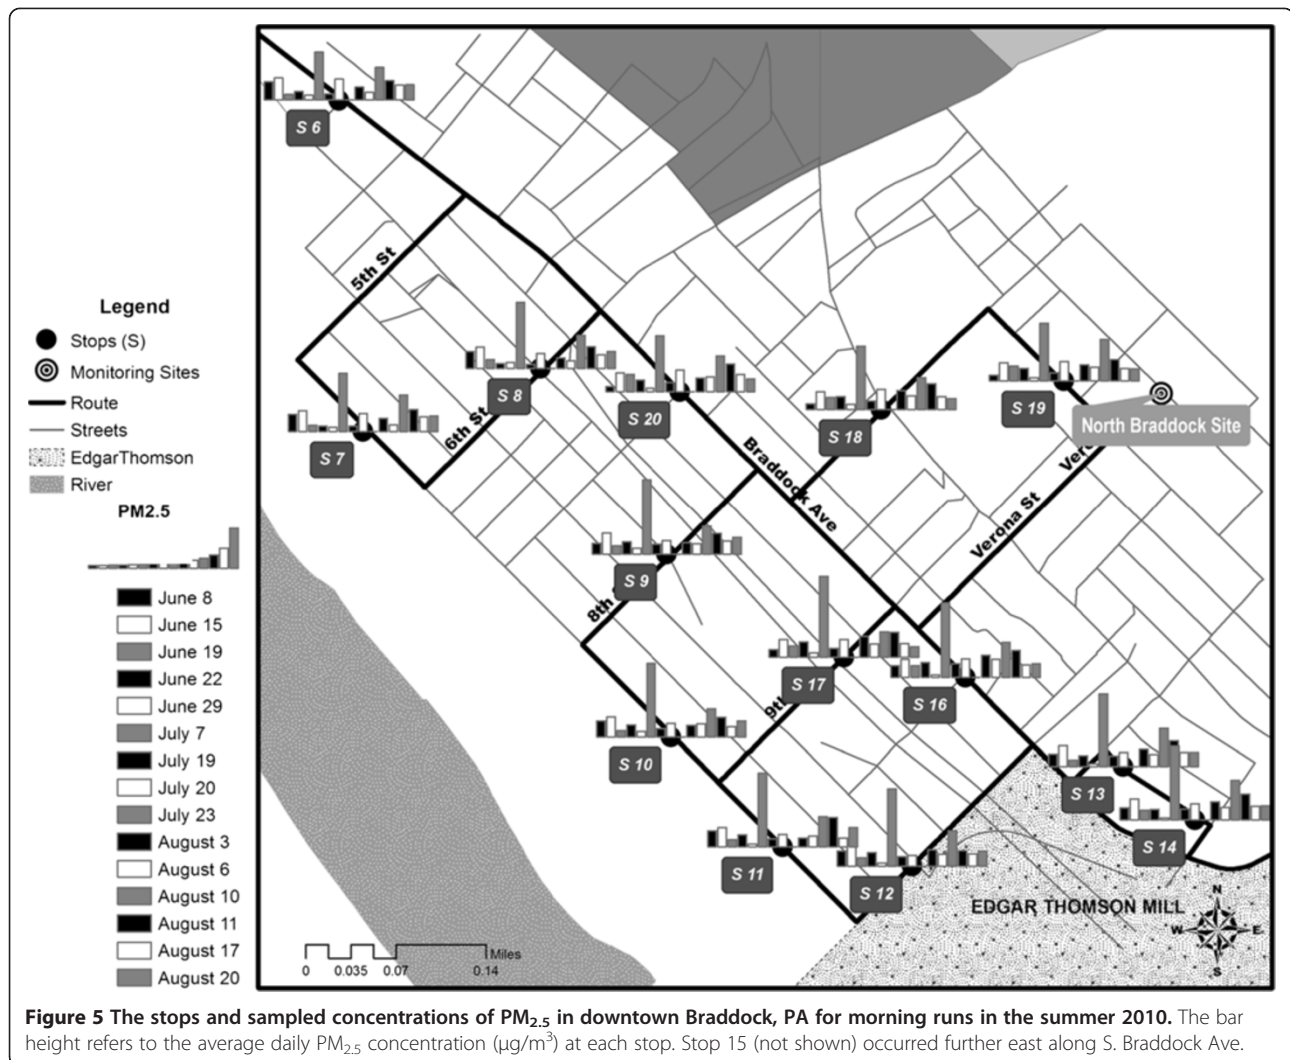 Legend
Stops (S)
Monitoring Sites
Route
Streets
EdgarThomson
River
PM2.5
June 8
June 15
June 19
June 22
June 29
July 7
July 19
July 20
July 23
August 3
August 6
August 10
August 11
August 17
August 20
S 6
5th St
S 7
S 8
6th St
S 20
S 18
S 19
North Braddock Site
Braddock Ave
Verona St
S 9
8th
S 17
S 16
9th
S 10
S 13
S 14
S 11
S 12
EDGAR THOMSON MILL
N
W E
S
Miles
0 0.035 0.07 0.14
Figure 5 The stops and sampled concentrations of PM2.5 in downtown Braddock, PA for morning runs in the summer 2010. The bar
height refers to the average daily PM2.5 concentration (μg/m³) at each stop. Stop 15 (not shown) occurred further east along S. Braddock Ave.